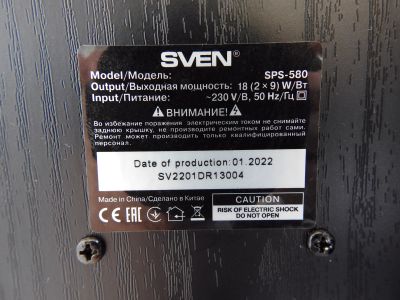 SVEN®
Model/Модель: SPS-580
Output/Выходная мощность: 18 (2 × 9) W/Вт
Input/Питание: ~230 V/В, 50 Hz/Гц
ВНИМАНИЕ!
Во избежание поражения электрическим током не снимайте
заднюю крышку, не производите ремонтных работ сами.
Ремонт может производить только квалифицированный
персонал.
Date of production:01.2022
SV2201DR13004
Made in China/Сделано в Китае
CE EAC
CAUTION
RISK OF ELECTRIC SHOCK
DO NOT OPEN